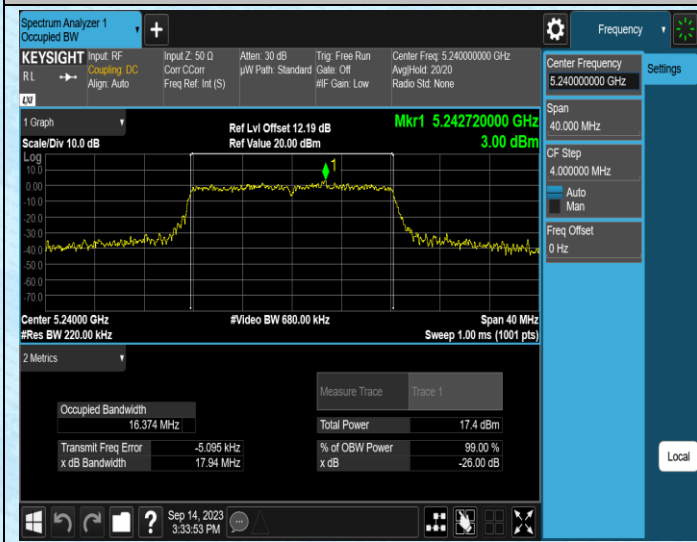 Spectrum Analyzer 1
Occupied BW
+
Frequency
KEYSIGHT
RL
LXI
Input: RF
Coupling: DC
Align: Auto
Input Z: 50 Ω
Corr CCorr
Freq Ref: Int (S)
Atten: 30 dB
µW Path: Standard
Trig: Free Run
Gate: Off
#IF Gain: Low
Center Freq: 5.240000000 GHz
Avg|Hold: 20/20
Radio Std: None
1 Graph
Scale/Div 10.0 dB
Ref Lvl Offset 12.19 dB
Ref Value 20.00 dBm
Mkr1 5.242720000 GHz
3.00 dBm
Log
10.0
0.00
-10.0
-20.0
-30.0
-40.0
-50.0
-60.0
-70.0
1
Center 5.24000 GHz
#Res BW 220.00 kHz
#Video BW 680.00 kHz
Span 40 MHz
Sweep 1.00 ms (1001 pts)
2 Metrics
Measure Trace Trace 1
Occupied Bandwidth
16.374 MHz
Total Power 17.4 dBm
Transmit Freq Error -5.095 kHz
% of OBW Power 99.00 %
x dB Bandwidth 17.94 MHz
x dB -26.00 dB
Sep 14, 2023
3:33:53 PM
?
Center Frequency
5.240000000 GHz
Span
40.000 MHz
CF Step
4.000000 MHz
Auto
Man
Freq Offset
0 Hz
Settings
Local